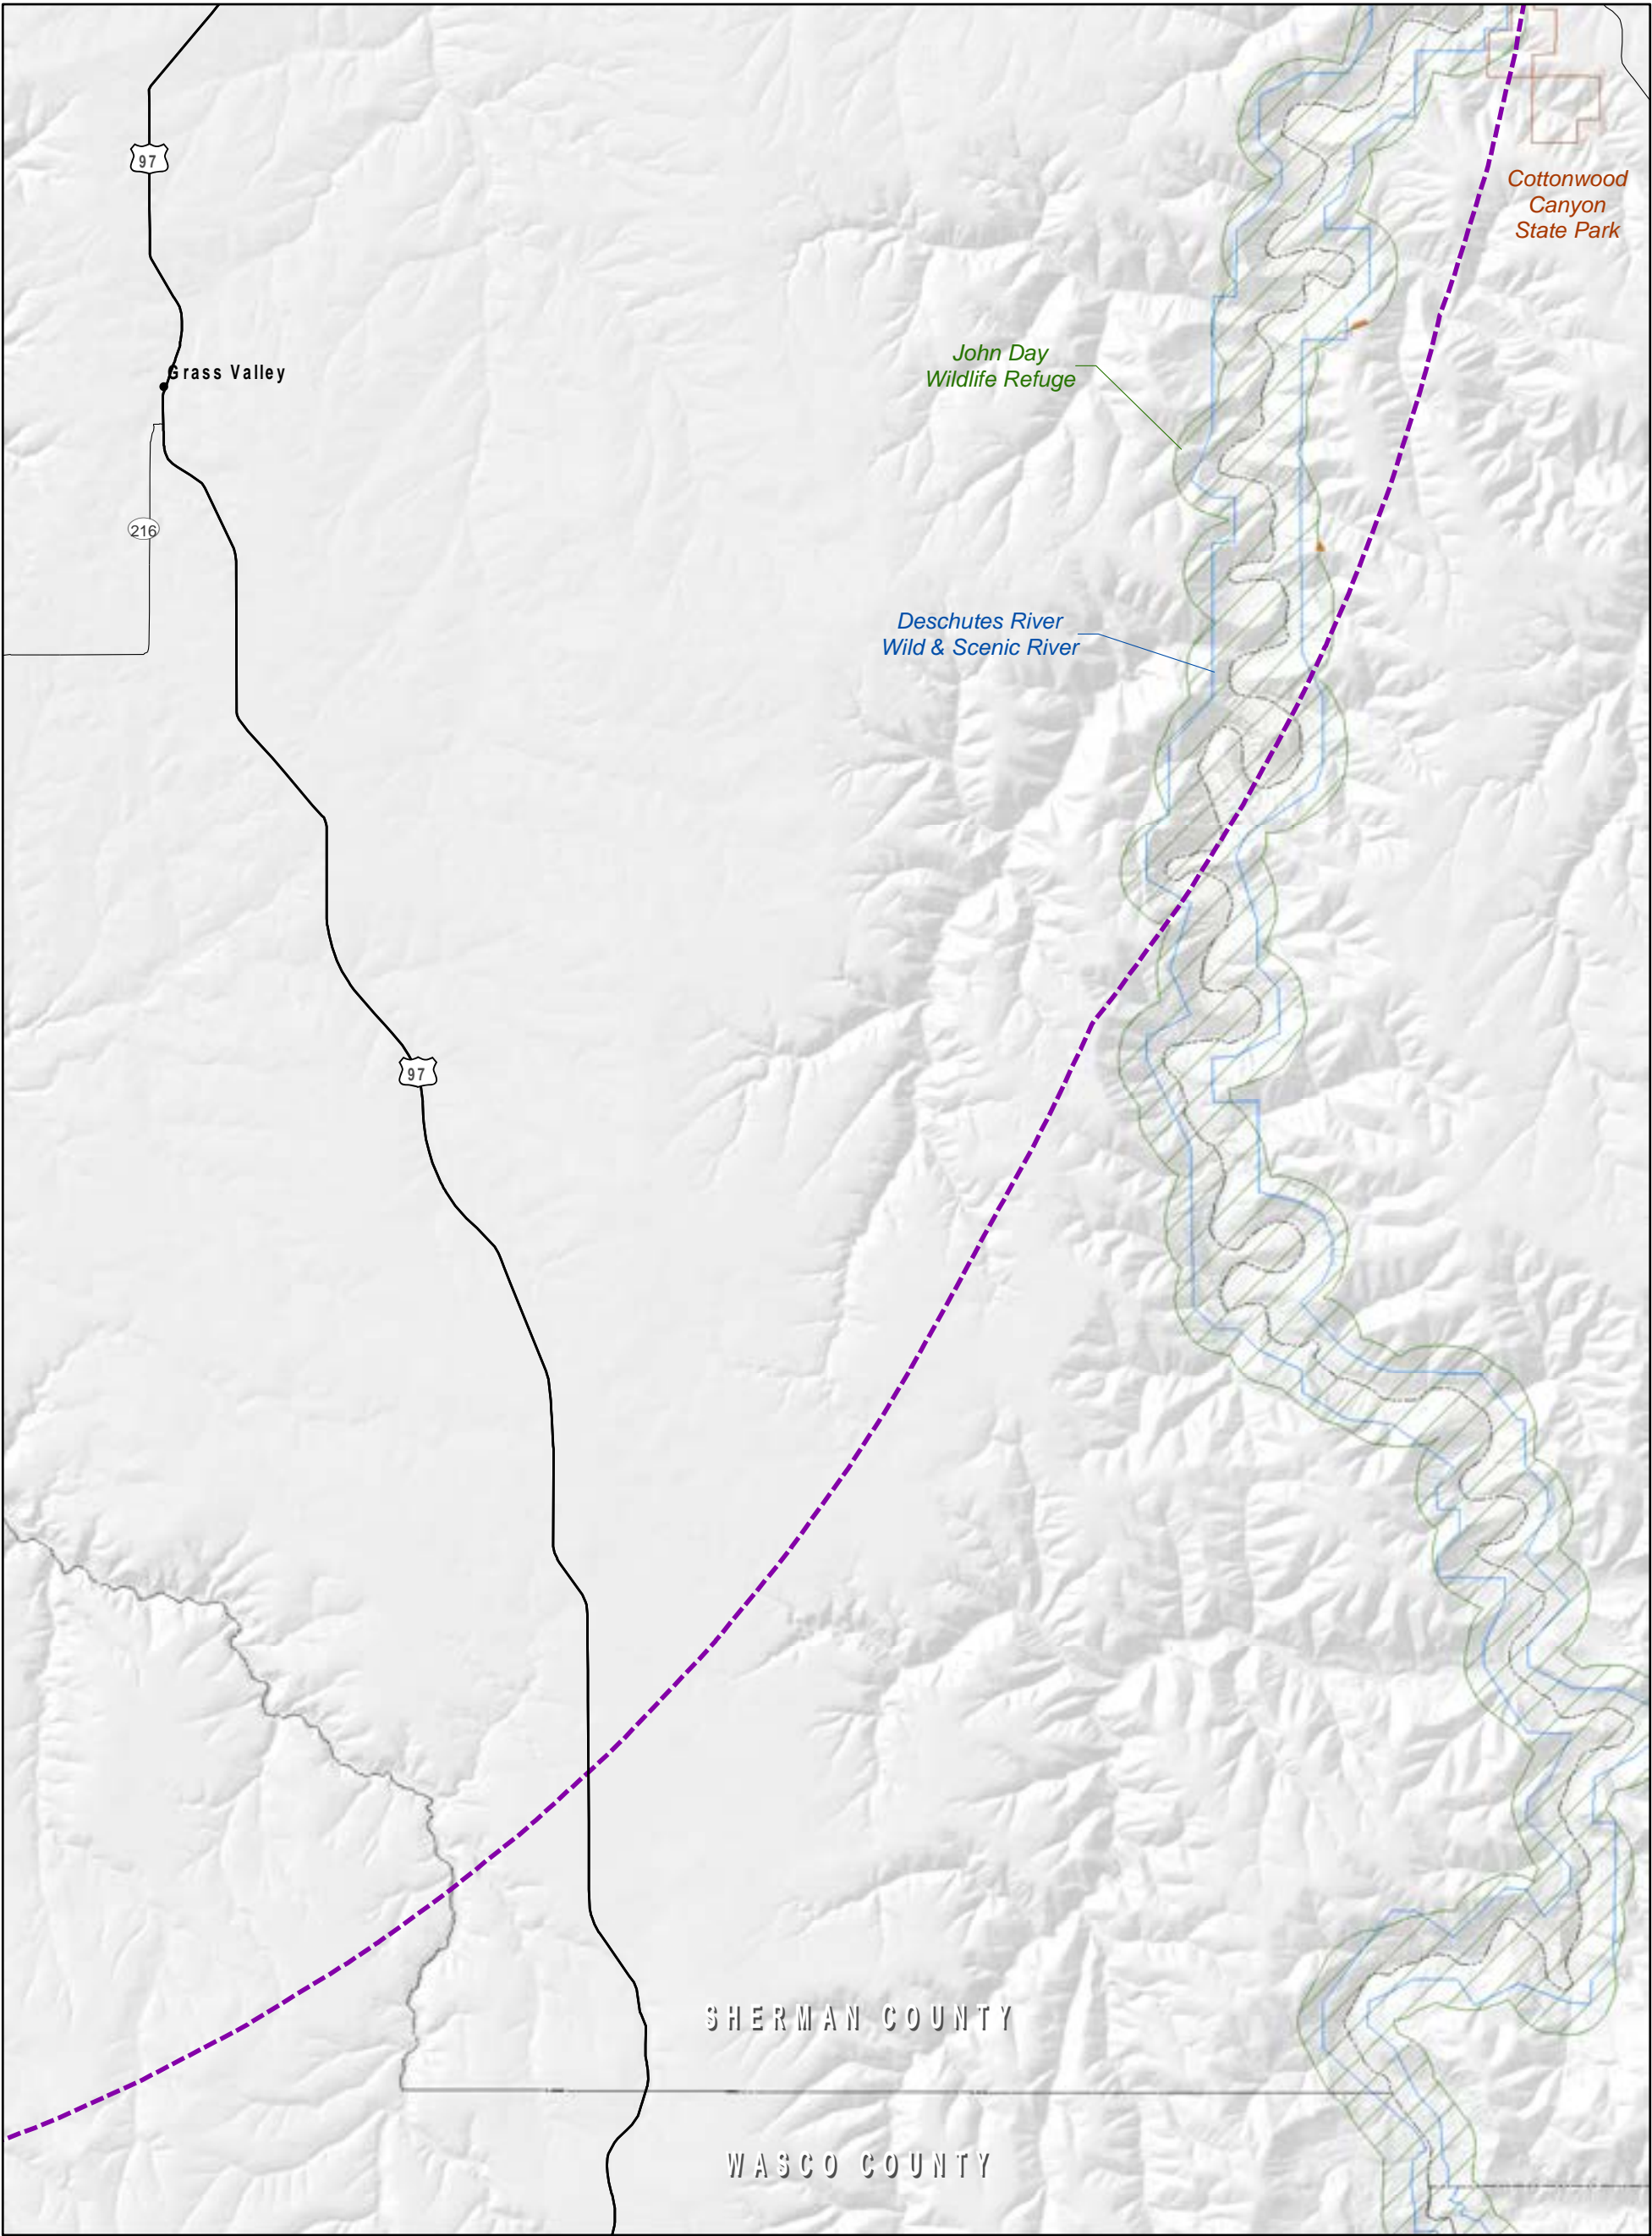 97
Cottonwood
Canyon
State Park
John Day
Wildlife Refuge
Grass Valley
216
Deschutes River
Wild & Scenic River
97
SHERMAN COUNTY
WASCO COUNTY